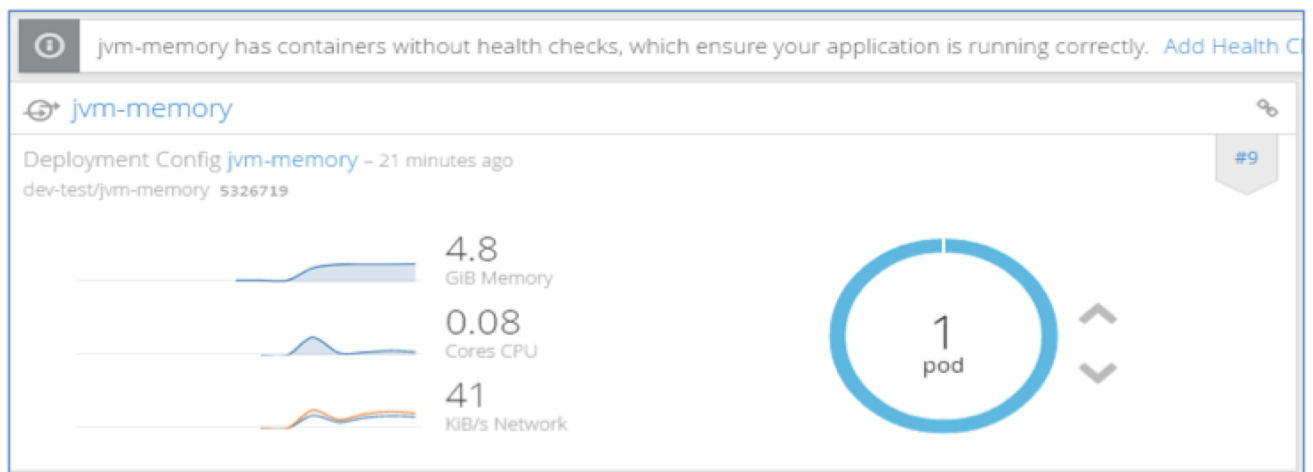 jvm-memory has containers without health checks, which ensure your application is running correctly. Add Health
jvm-memory
Deployment Config jvm-memory – 21 minutes ago
#9
dev-test/jvm-memory 5326719
4.8
GiB Memory
0.08
Cores CPU
41
KiB/s Network
1
pod